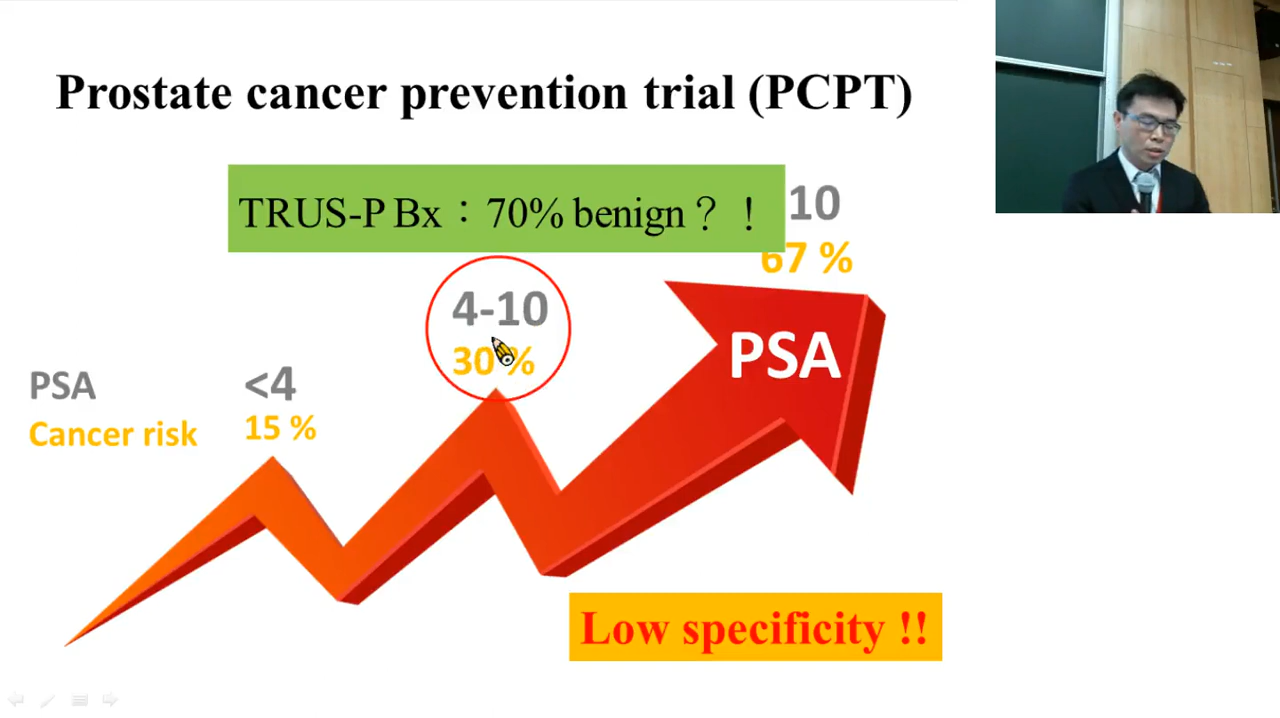 Prostate cancer prevention trial (PCPT)
TRUS-P Bx：70% benign？！
10
67 %
4-10
30 %
PSA
PSA
<4
Cancer risk
15 %
Low specificity !!